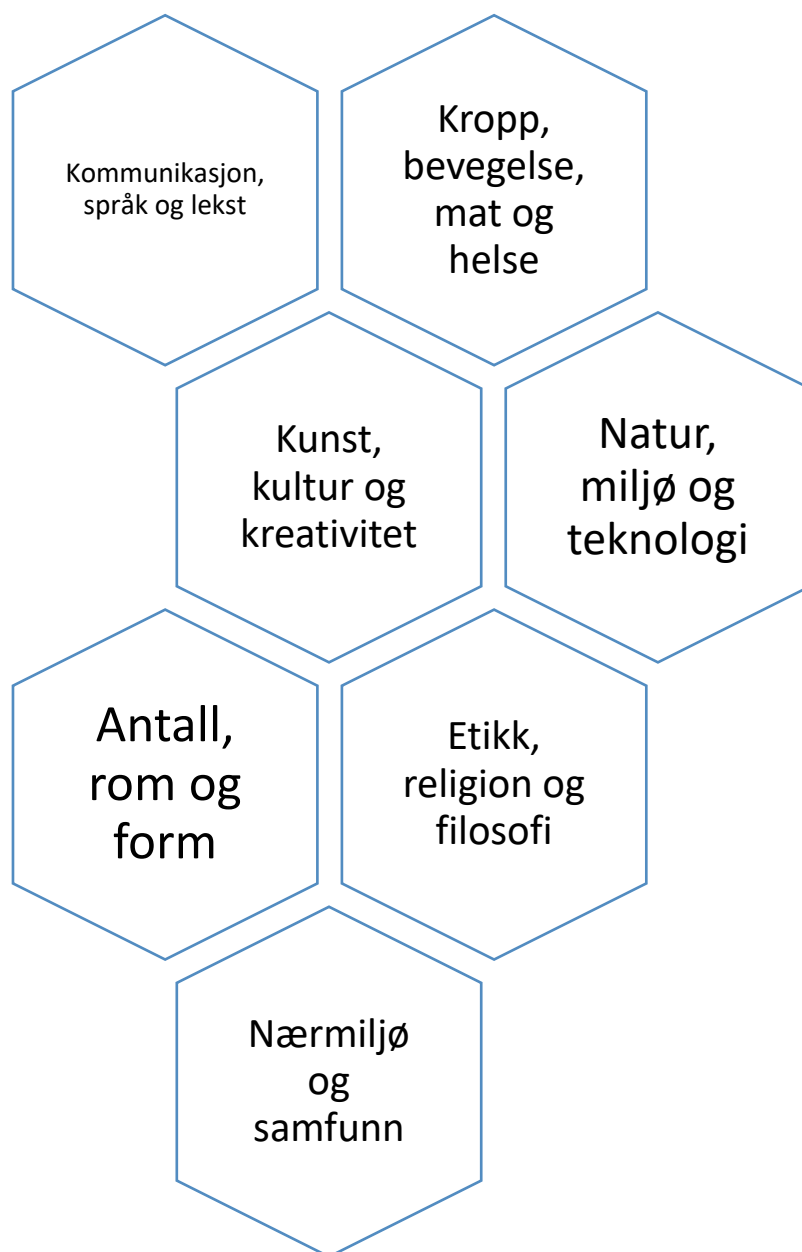 Kommunikasjon,
språk og lekst
Kropp,
bevegelse,
mat og
helse
Kunst,
kultur og
kreativitet
Natur,
miljø og
teknologi
Antall,
rom og
form
Etikk,
religion og
filosofi
Nærmiljø
og
samfunn